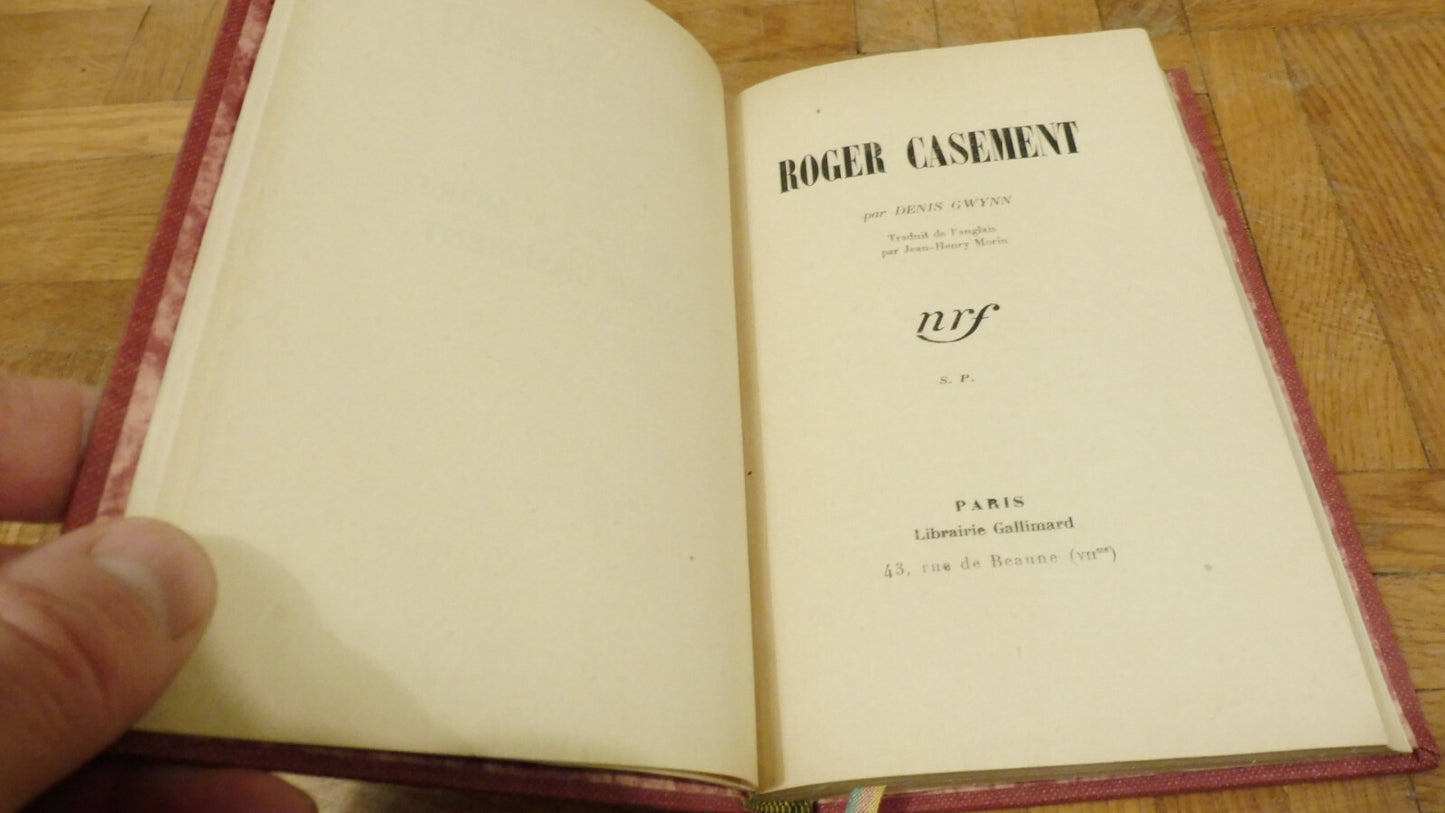 ROGER CASEMENT
par DENIS GWYNN
Traduit de l'anglais
par Jean-Henry Morin
nrf
S. P.
PARIS
Librairie Gallimard
43, rue de Beaune (VIIme)